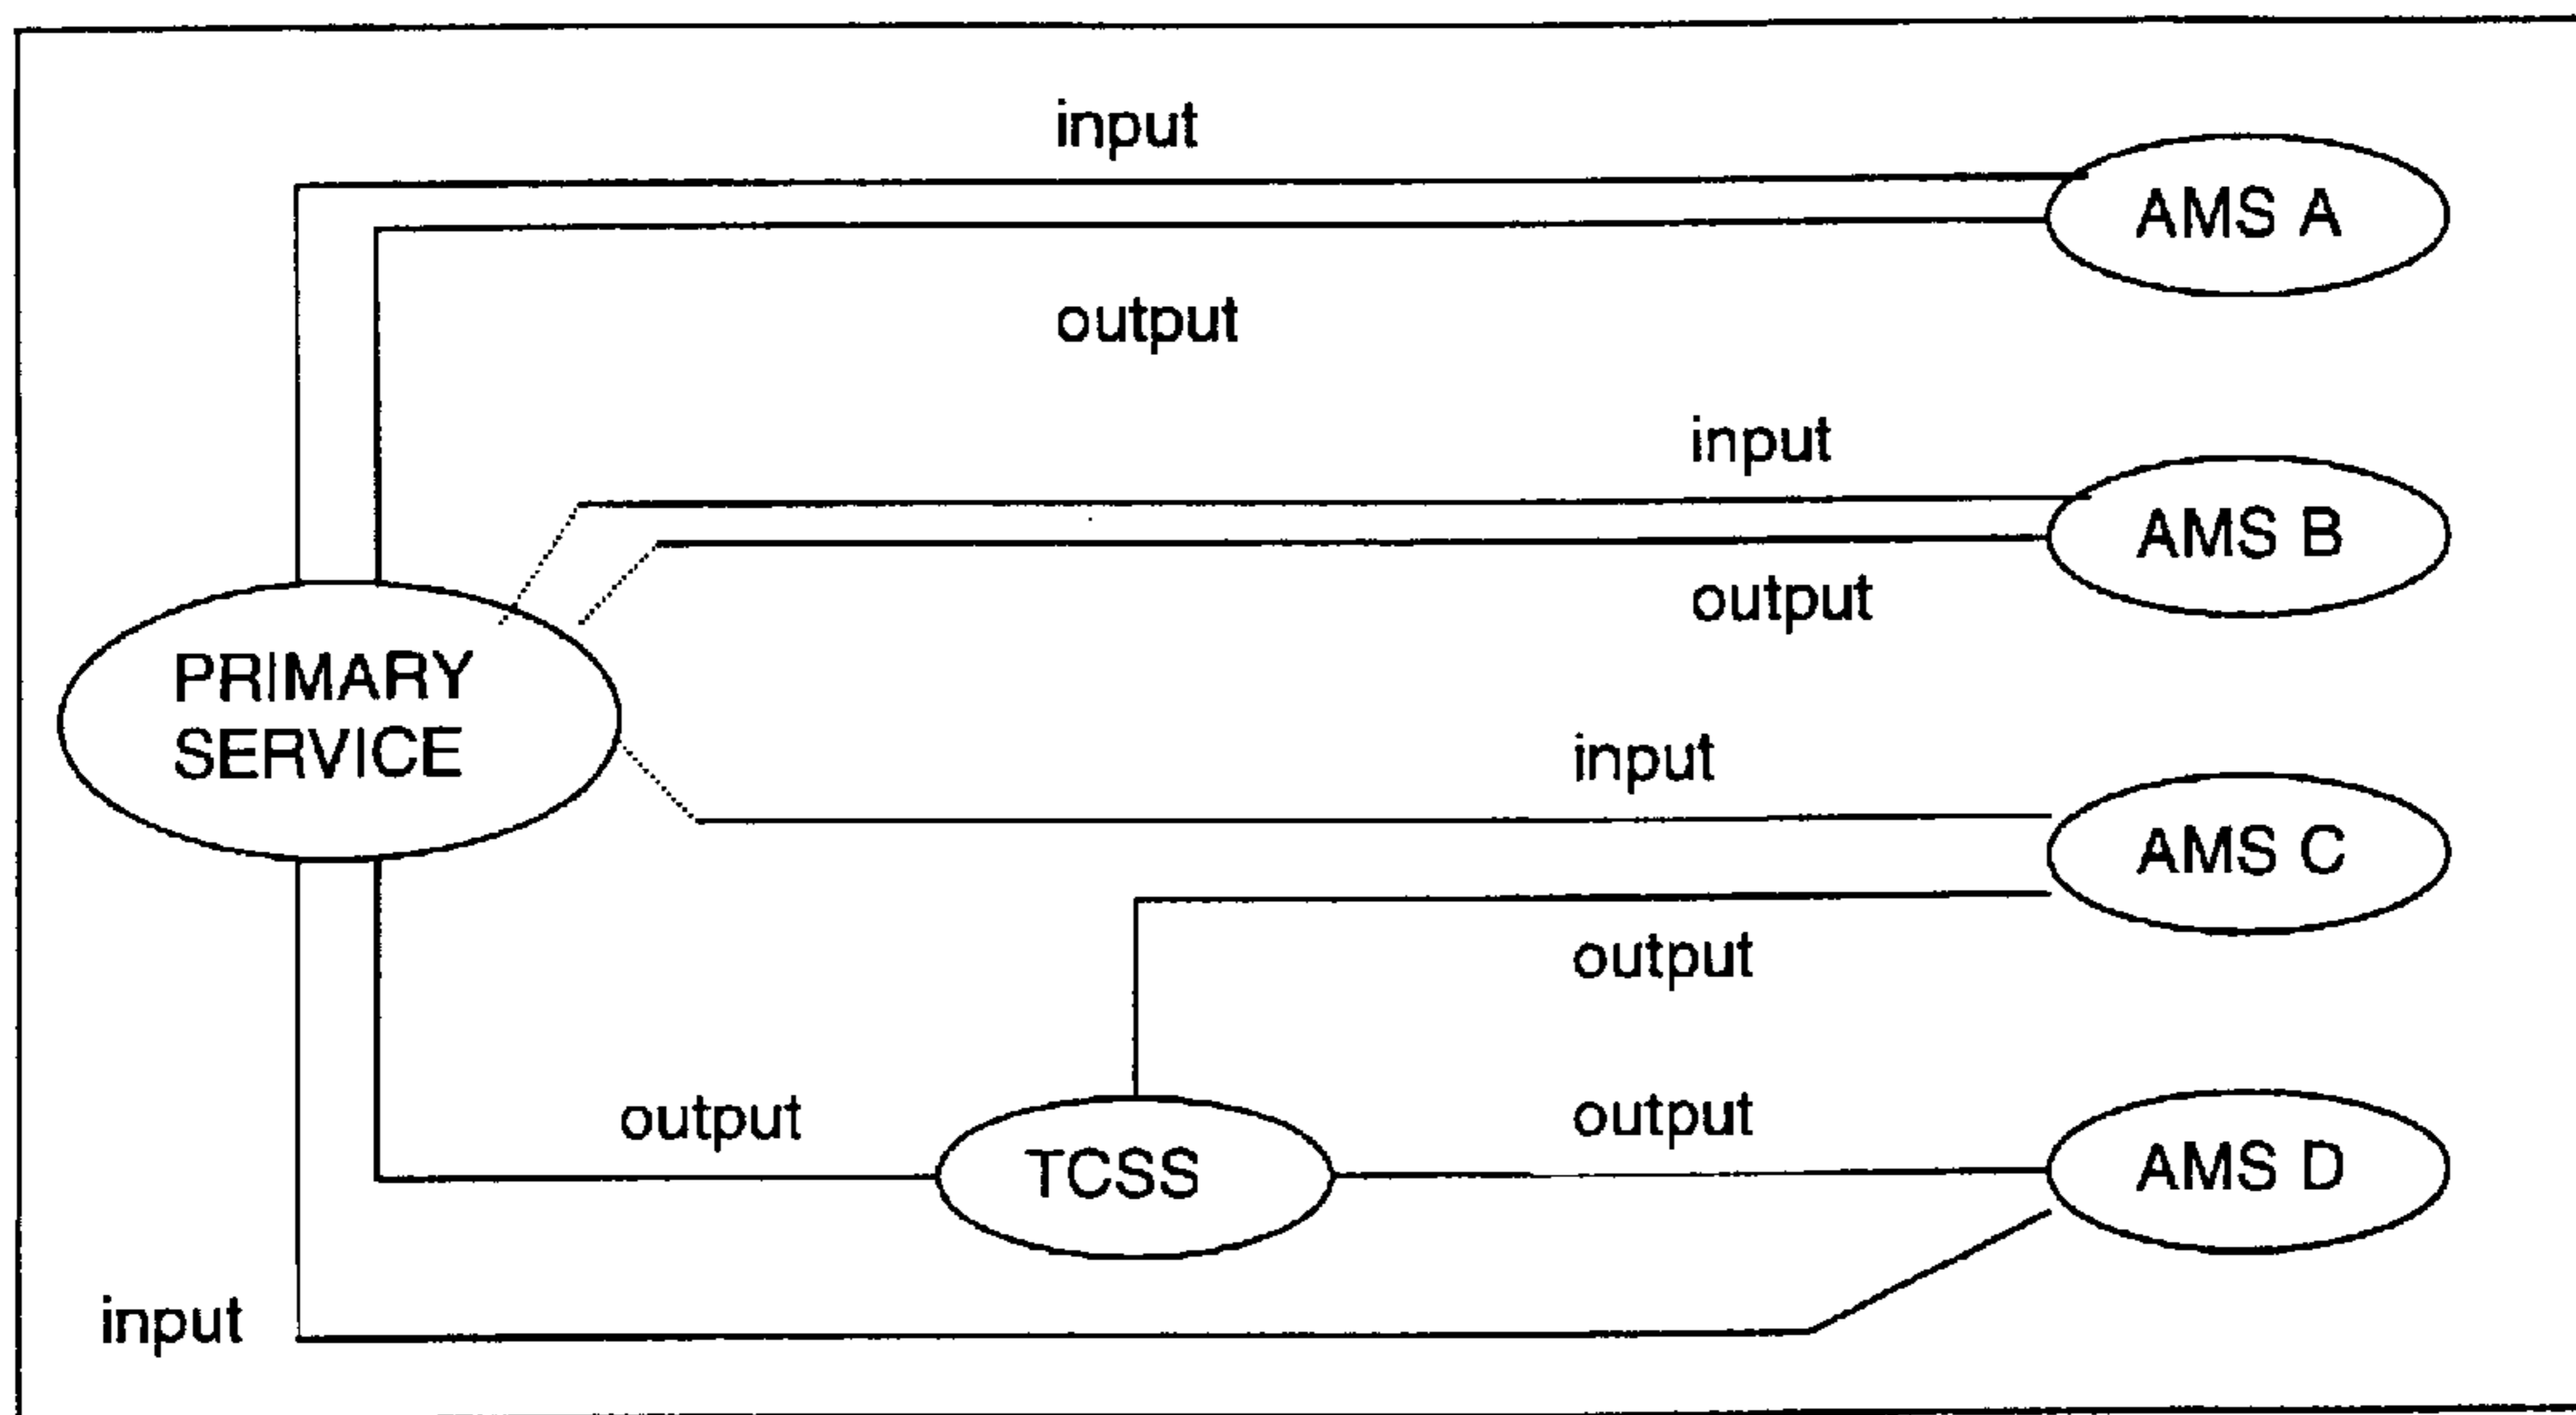 input
AMS A
output
input
AMS B
output
PRIMARY
SERVICE
input
AMS C
output
output
output
TCSS
AMS D
input